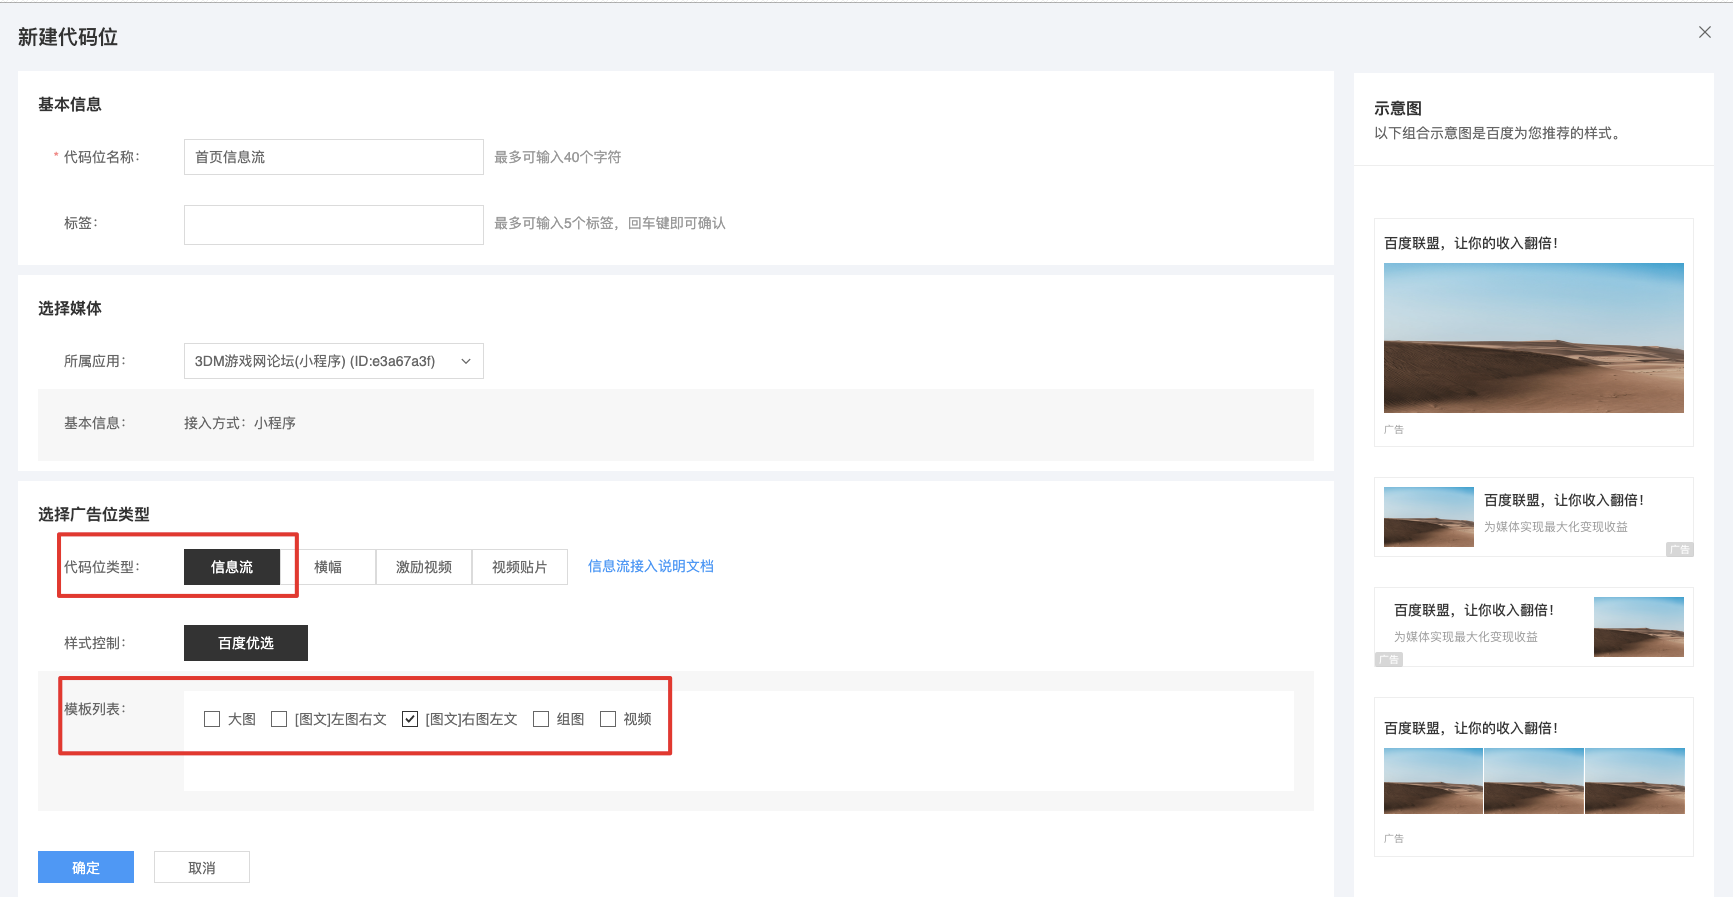 新建代码位
基本信息
* 代码位名称： 首页信息流 最多可输入40个字符
标签： 最多可输入5个标签，回车键即可确认
选择媒体
所属应用： 3DM游戏网论坛(小程序) (ID:e3a67a3f)
基本信息： 接入方式：小程序
选择广告位类型
代码位类型： 信息流 横幅 激励视频 视频贴片 信息流接入说明文档
样式控制： 百度优选
模板列表： 大图 [图文]左图右文 [图文]右图左文 组图 视频
确定 取消
示意图
以下组合示意图是百度为您推荐的样式。
百度联盟，让你的收入翻倍！
广告
百度联盟，让你收入翻倍！
为媒体实现最大化变现收益
广告
百度联盟，让你收入翻倍！
为媒体实现最大化变现收益
广告
百度联盟，让你的收入翻倍！
广告